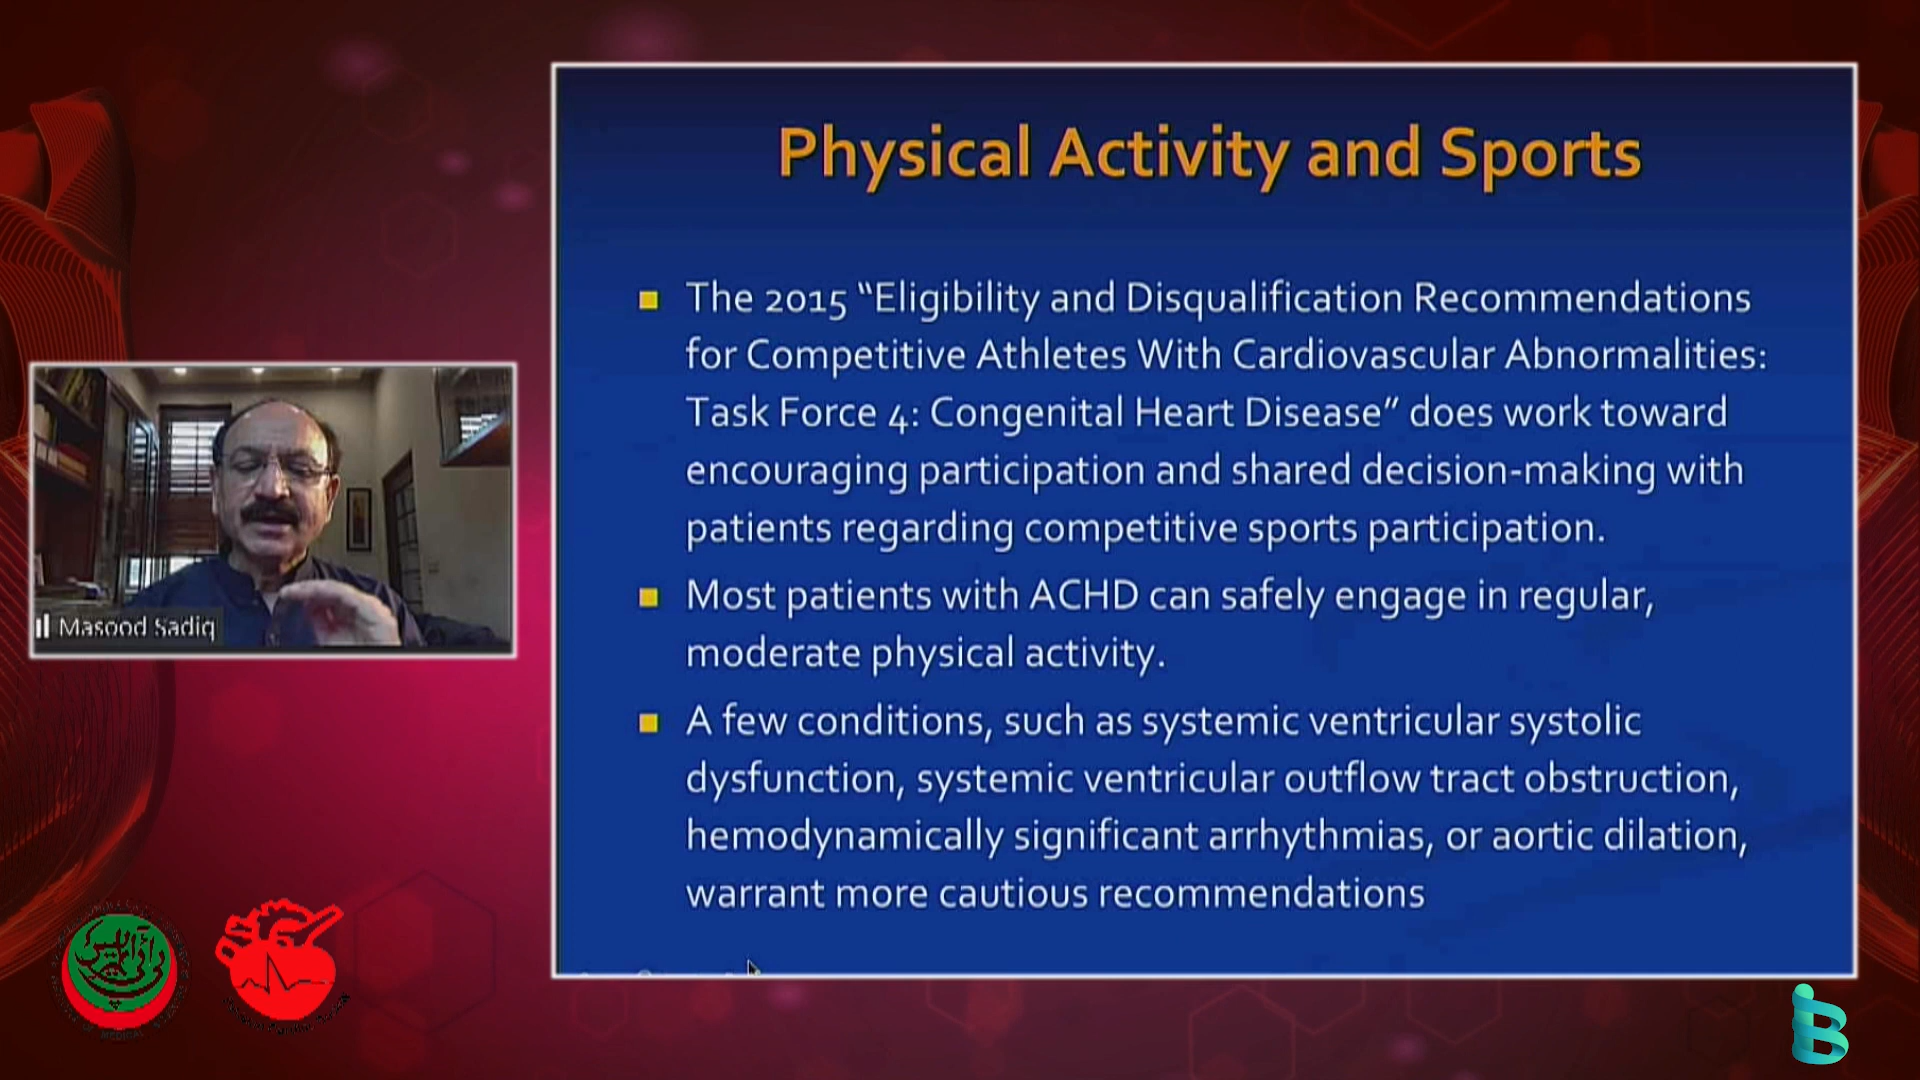 Physical Activity and Sports
The 2015 “Eligibility and Disqualification Recommendations
for Competitive Athletes With Cardiovascular Abnormalities:
Task Force 4: Congenital Heart Disease” does work toward
encouraging participation and shared decision-making with
patients regarding competitive sports participation.
Most patients with ACHD can safely engage in regular,
moderate physical activity.
A few conditions, such as systemic ventricular systolic
dysfunction, systemic ventricular outflow tract obstruction,
hemodynamically significant arrhythmias, or aortic dilation,
warrant more cautious recommendations
Masood Sadiq